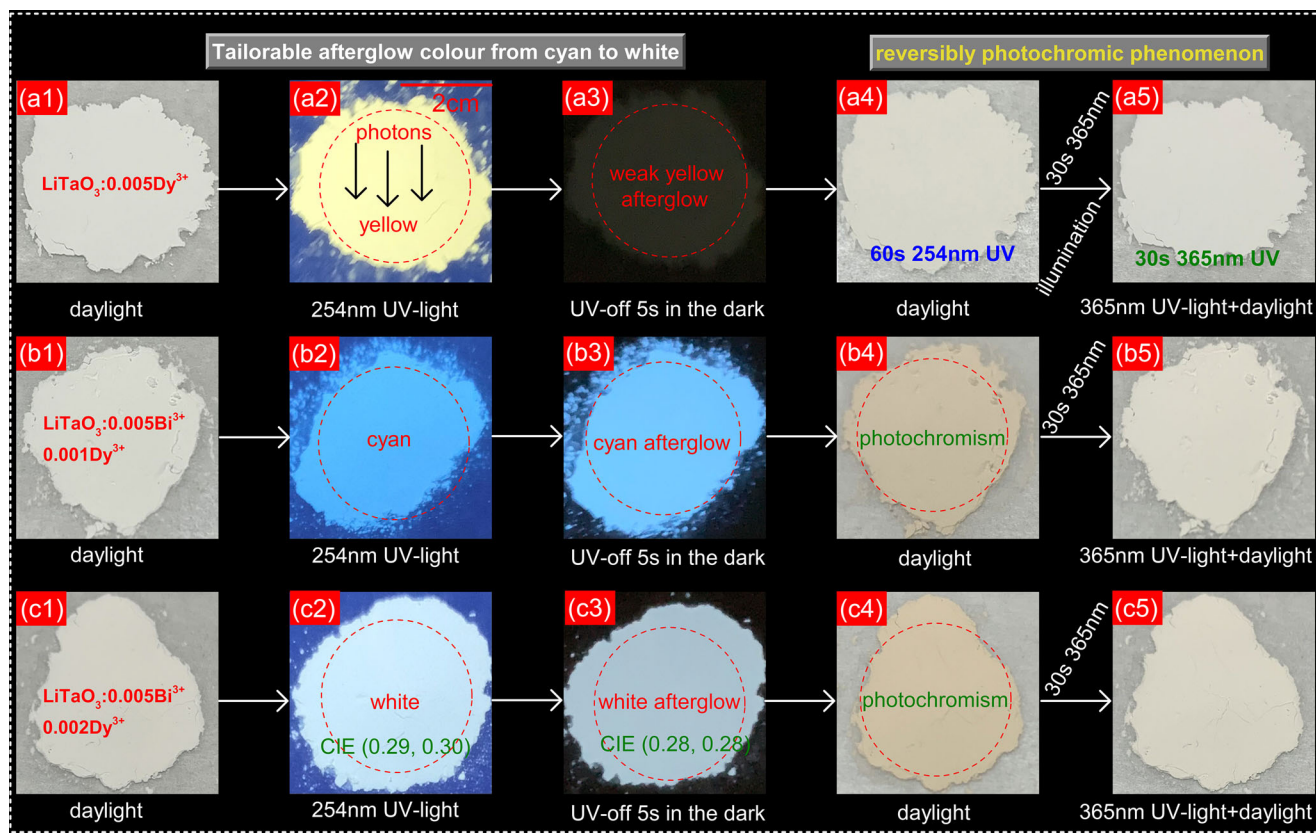 Tailorable afterglow colour from cyan to white
reversibly photochromic phenomenon
(a1)
LiTaO₃:0.005Dy³⁺
daylight
(a2)
2cm
photons
yellow
254nm UV-light
(a3)
weak yellow
afterglow
UV-off 5s in the dark
(a4)
60s 254nm UV
daylight
30s 365nm
illumination
(a5)
30s 365nm UV
365nm UV-light+daylight
(b1)
LiTaO₃:0.005Bi³⁺
0.001Dy³⁺
daylight
(b2)
cyan
254nm UV-light
(b3)
cyan afterglow
UV-off 5s in the dark
(b4)
photochromism
daylight
30s 365nm
(b5)
365nm UV-light+daylight
(c1)
LiTaO₃:0.005Bi³⁺
0.002Dy³⁺
daylight
(c2)
white
CIE (0.29, 0.30)
254nm UV-light
(c3)
white afterglow
CIE (0.28, 0.28)
UV-off 5s in the dark
(c4)
photochromism
daylight
30s 365nm
(c5)
365nm UV-light+daylight